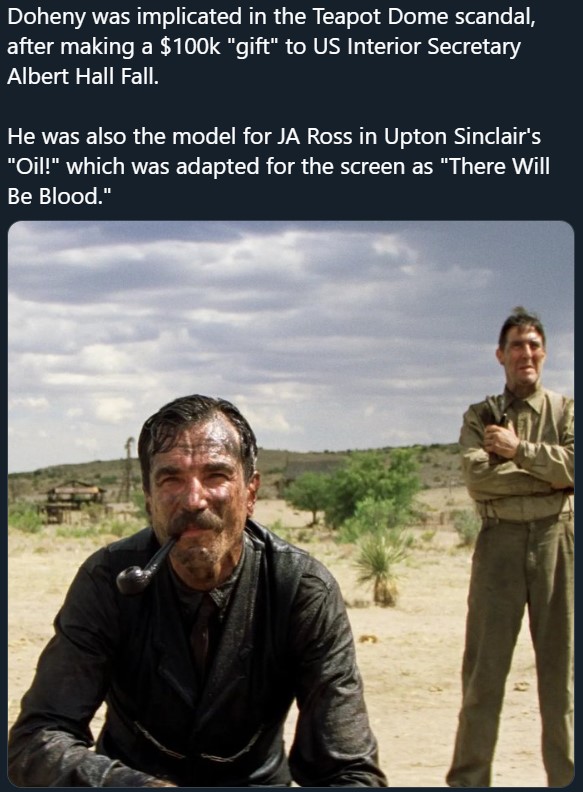 Doheny was implicated in the Teapot Dome scandal,
after making a $100k "gift" to US Interior Secretary
Albert Hall Fall.
He was also the model for JA Ross in Upton Sinclair's
"Oil!" which was adapted for the screen as "There Will
Be Blood."